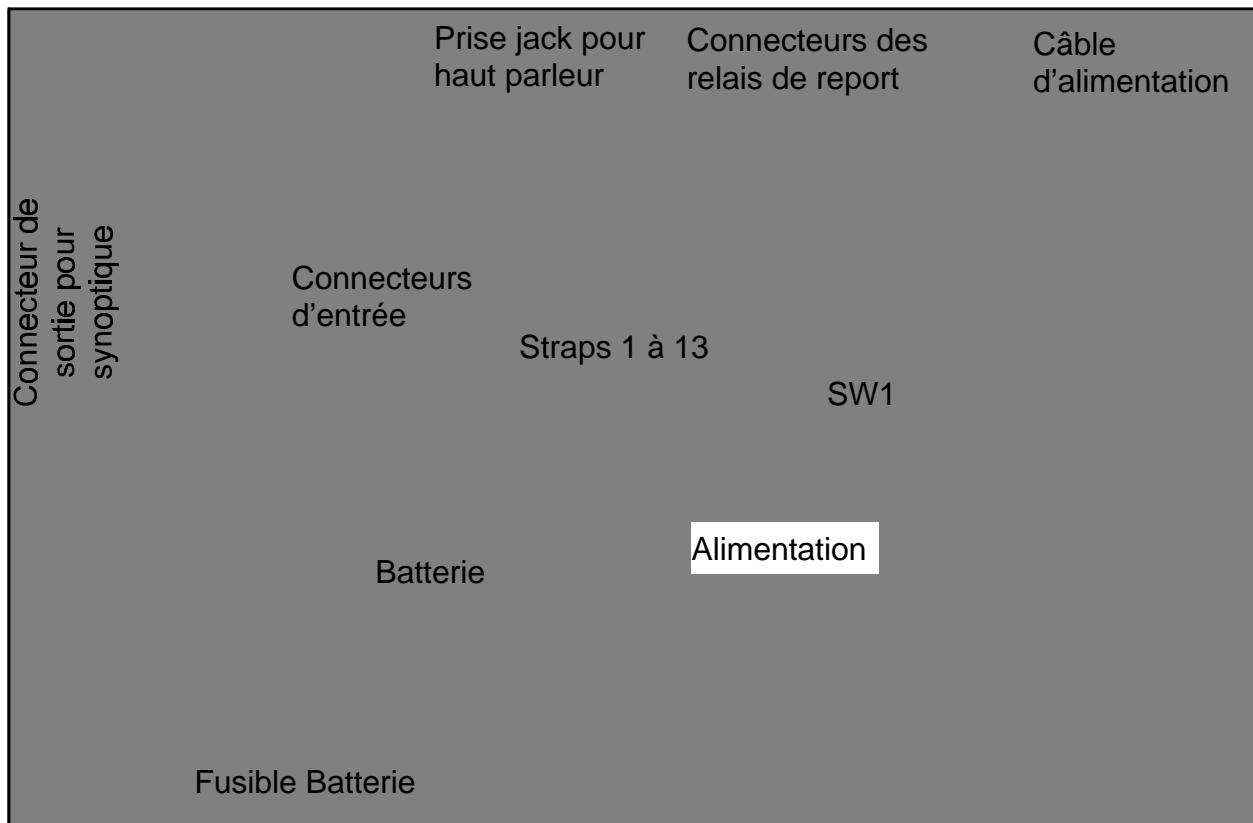 Prise jack pour
haut parleur
Connecteurs des
relais de report
Câble
d’alimentation
Connecteur de
sortie pour
synoptique
Connecteurs
d’entrée
Straps 1 à 13
SW1
Alimentation
Batterie
Fusible Batterie